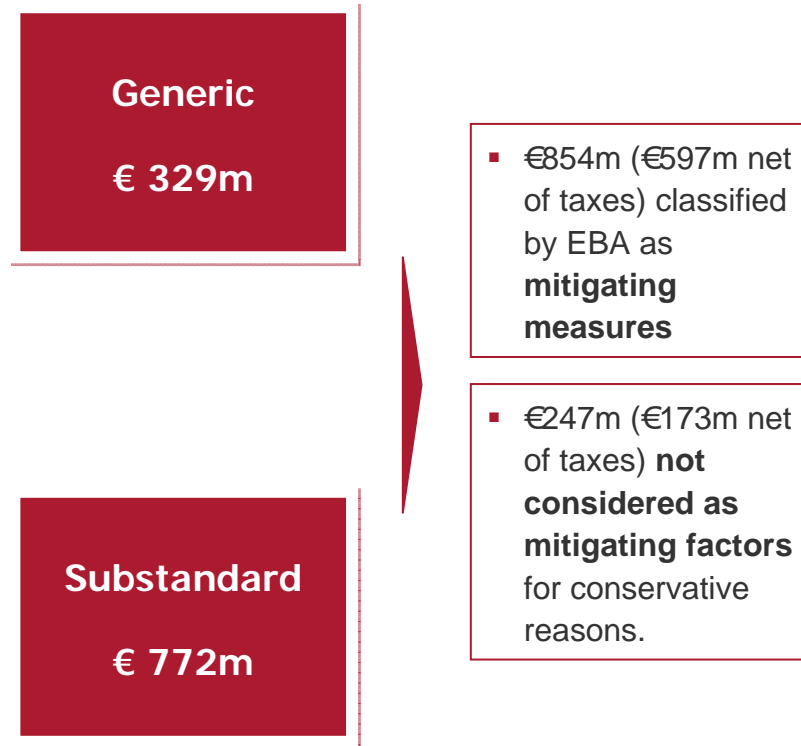 Generic
€ 329m
▪ €854m (€597m net
of taxes) classified
by EBA as
mitigating
measures
▪ €247m (€173m net
of taxes) not
considered as
mitigating factors
for conservative
reasons.
Substandard
€ 772m